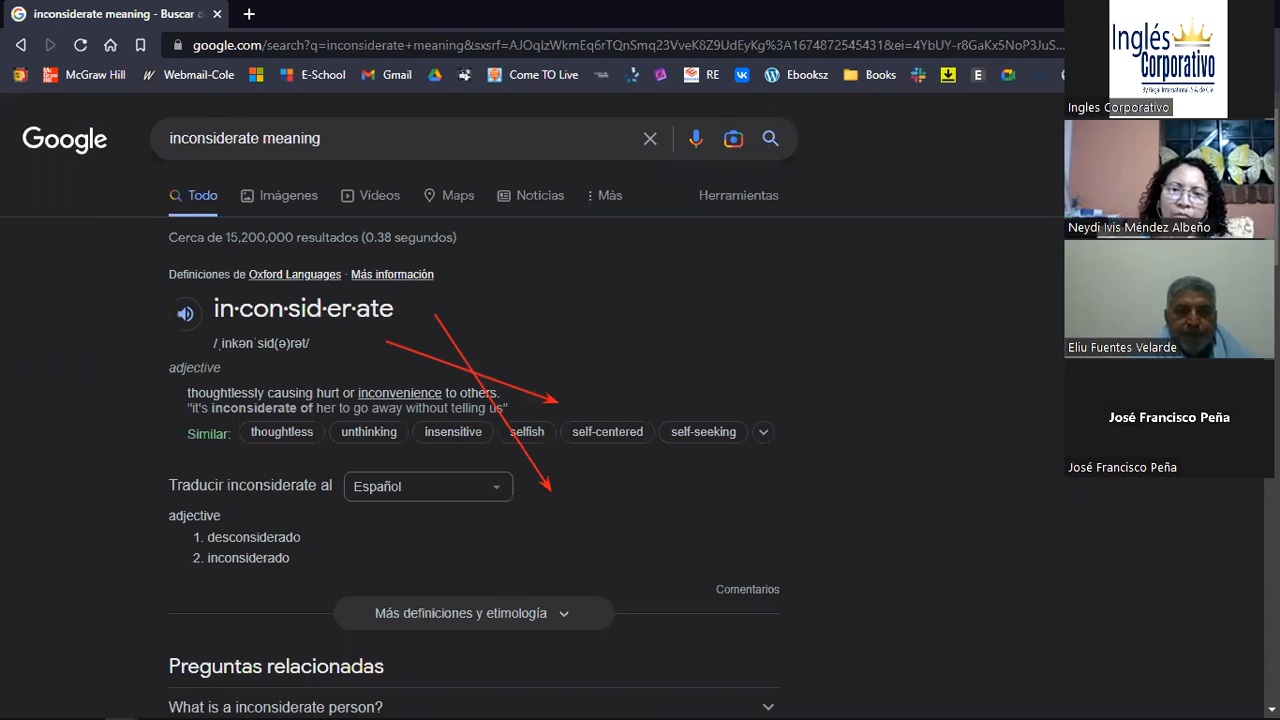 inconsiderate meaning - Buscar c
google.com/search?q=inconsiderate+meaning&sxsrf=AJOqIzWkmEq6rTQnSmq23VveK8Z9UdEyKg%3A1674872545431&ei=4YbUY-r8GaKx5NoP3JuS...
McGraw Hill
Webmail-Cole
E-School
Gmail
Come TO Live
RE
Ebooksz
Books
Google
inconsiderate meaning
Todo
Imágenes
Vídeos
Maps
Noticias
Más
Herramientas
Cerca de 15,200,000 resultados (0.38 segundos)
Definiciones de Oxford Languages · Más información
in·con·sid·er·ate
/ˌinkənˈsid(ə)rət/
adjective
thoughtlessly causing hurt or inconvenience to others.
"it's inconsiderate of her to go away without telling us"
Similar:
thoughtless
unthinking
insensitive
selfish
self-centered
self-seeking
Traducir inconsiderate al
Español
adjective
1. desconsiderado
2. inconsiderado
Comentarios
Más definiciones y etimología
Preguntas relacionadas
What is a inconsiderate person?
Inglés
Corporativo
By Regal International, S.A. de C.V.
Ingles Corporativo
Neydi Ivis Méndez Albeño
Eliu Fuentes Velarde
José Francisco Peña
José Francisco Peña